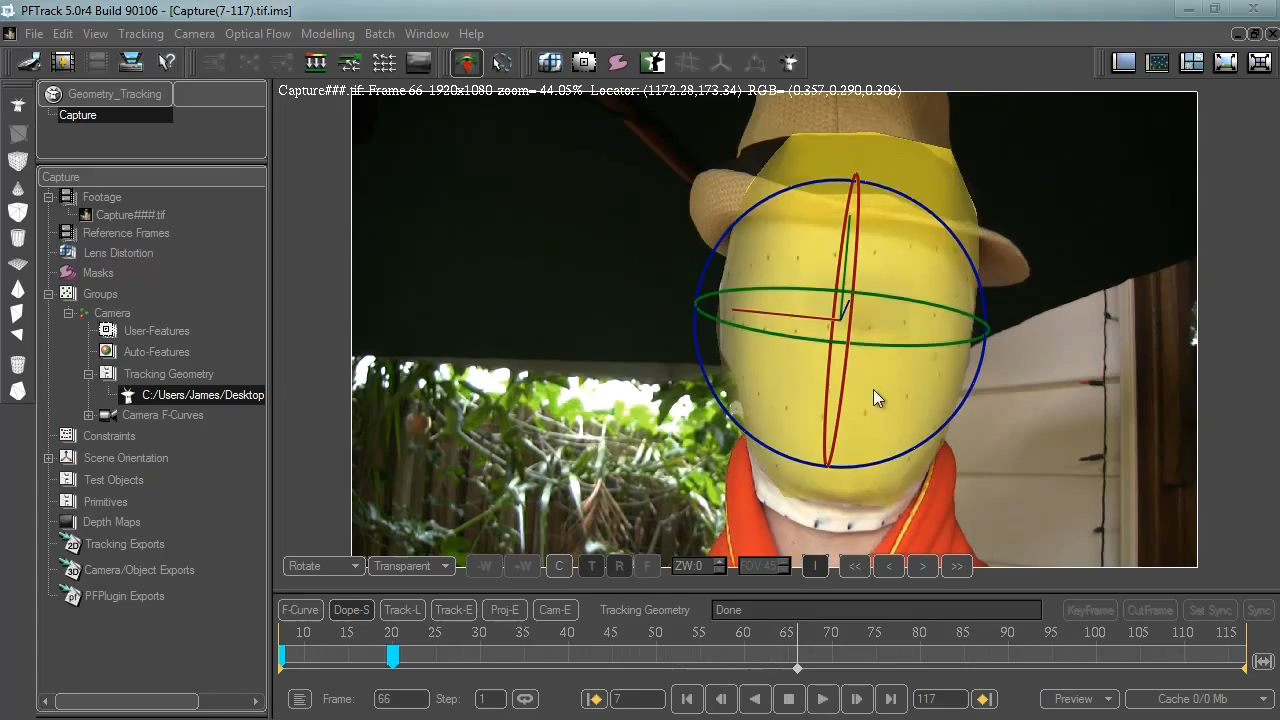 PFTrack 5.0r4 Build 90106 - [Capture(7-117).tif.ims]
File Edit View Tracking Camera Optical Flow Modelling Batch Window Help
Geometry_Tracking
Capture
Capture###.tif: Frame 66 1920x1080 zoom= 44.05% Locator: (1172.28,173.34) RGB= (0.357,0.290,0.306)
Capture
Footage
Capture###.tif
Reference Frames
Lens Distortion
Masks
Groups
Camera
User-Features
Auto-Features
Tracking Geometry
C:/Users/James/Desktop
Camera F-Curves
Constraints
Scene Orientation
Test Objects
Primitives
Depth Maps
Tracking Exports
Camera/Object Exports
PFPlugin Exports
Rotate Transparent -W +W C T R F ZW:0 FOV 45 I << < > >>
F-Curve Dope-S Track-L Track-E Proj-E Cam-E Tracking Geometry Done KeyFrame CutFrame Set Sync Sync
10 15 20 25 30 35 40 45 50 55 60 65 70 75 80 85 90 95 100 105 110 115
Frame: 66 Step: 1 7 117 Preview Cache 0/0 Mb